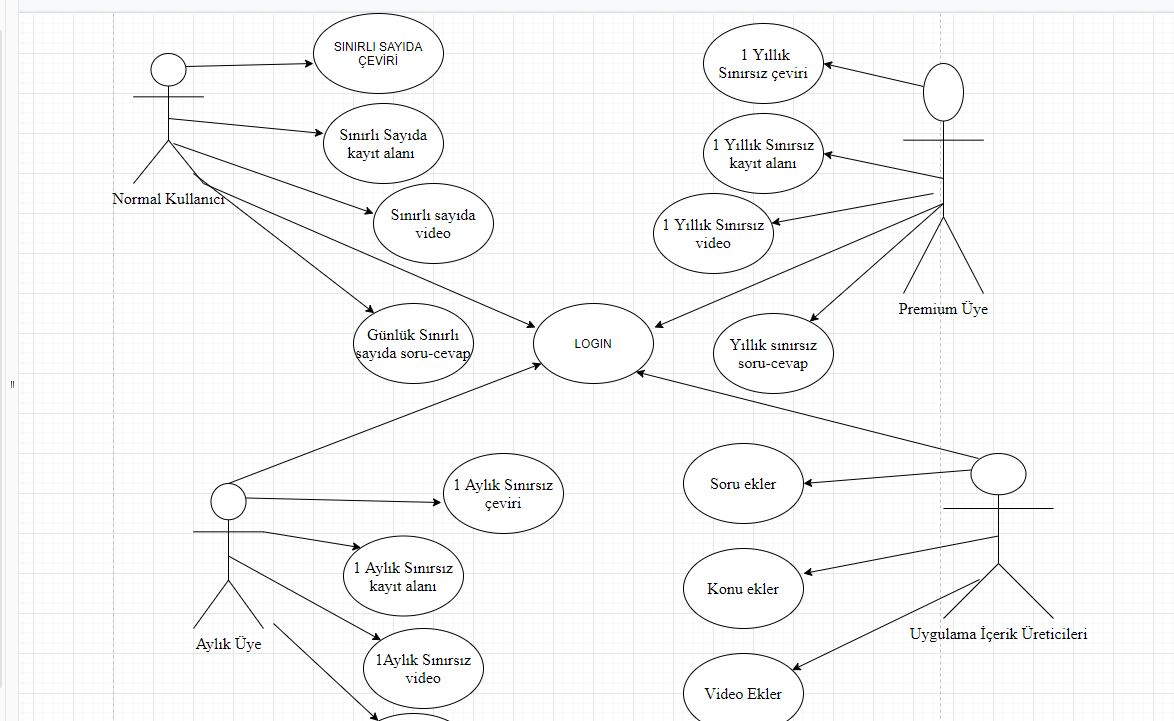 SINIRLI SAYIDA
ÇEVİRİ
Sınırlı Sayıda
kayıt alanı
Normal Kullanıcı
Sınırlı sayıda
video
Günlük Sınırlı
sayıda soru-cevap
1 Yıllık
Sınırsız çeviri
1 Yıllık Sınırsız
kayıt alanı
1 Yıllık Sınırsız
video
Premium Üye
Yıllık sınırsız
soru-cevap
LOGIN
1 Aylık Sınırsız
çeviri
1 Aylık Sınırsız
kayıt alanı
Aylık Üye
1Aylık Sınırsız
video
Soru ekler
Konu ekler
Uygulama İçerik Üreticileri
Video Ekler